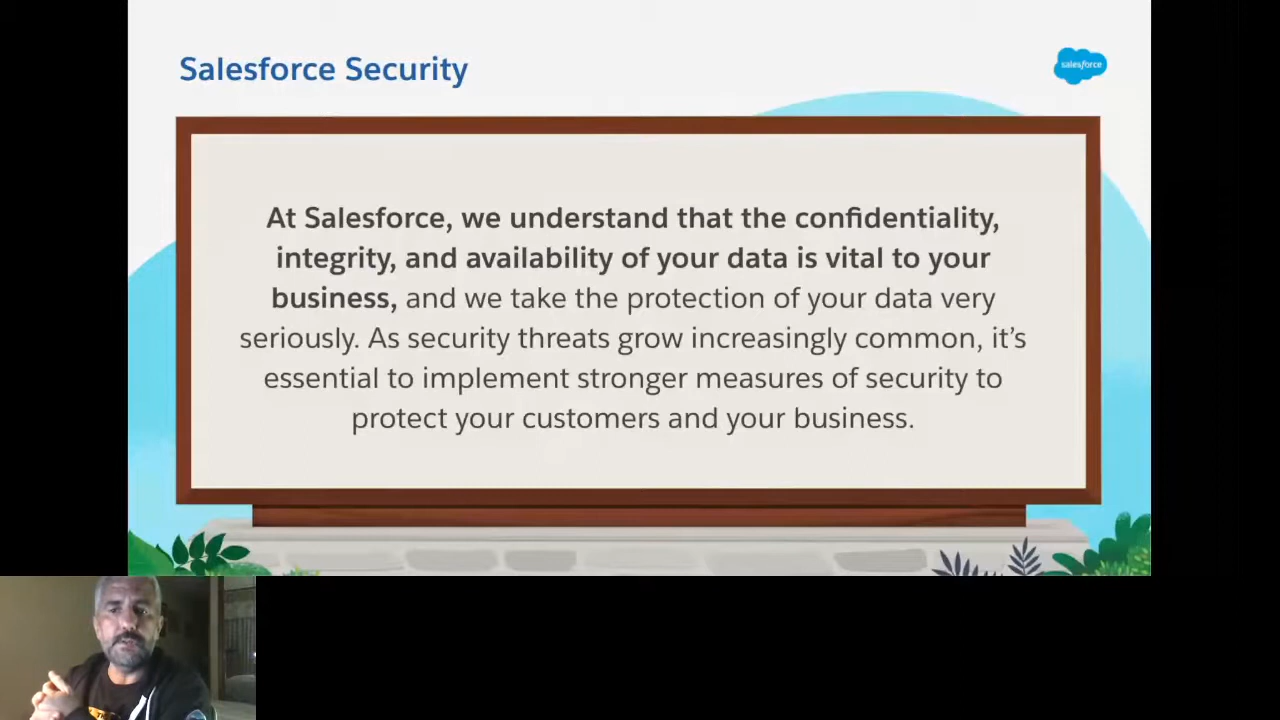 Salesforce Security
salesforce
At Salesforce, we understand that the confidentiality,
integrity, and availability of your data is vital to your
business, and we take the protection of your data very
seriously. As security threats grow increasingly common, it's
essential to implement stronger measures of security to
protect your customers and your business.